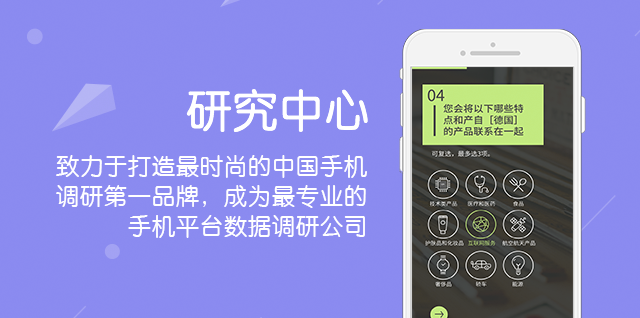 研究中心
致力于打造最时尚的中国手机
调研第一品牌，成为最专业的
手机平台数据调研公司
04
您会将以下哪些特
点和产自［德国］
的产品联系在一起
可复选，最多选3项。
技术类产品 医疗和医药 食品
护肤品和化妆品 互联网服务 航空航天产品
奢侈品 轿车 能源